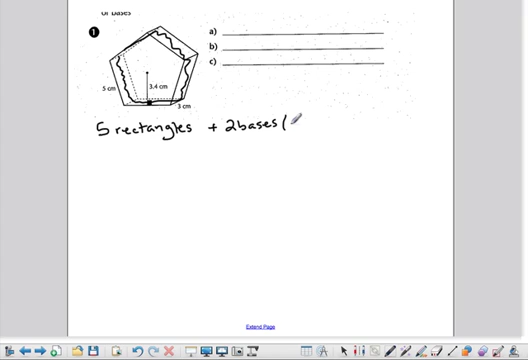 of Bases
1
a)
b)
c)
5 cm
3.4 cm
3 cm
5 rectangles + 2 bases (
Extend Page